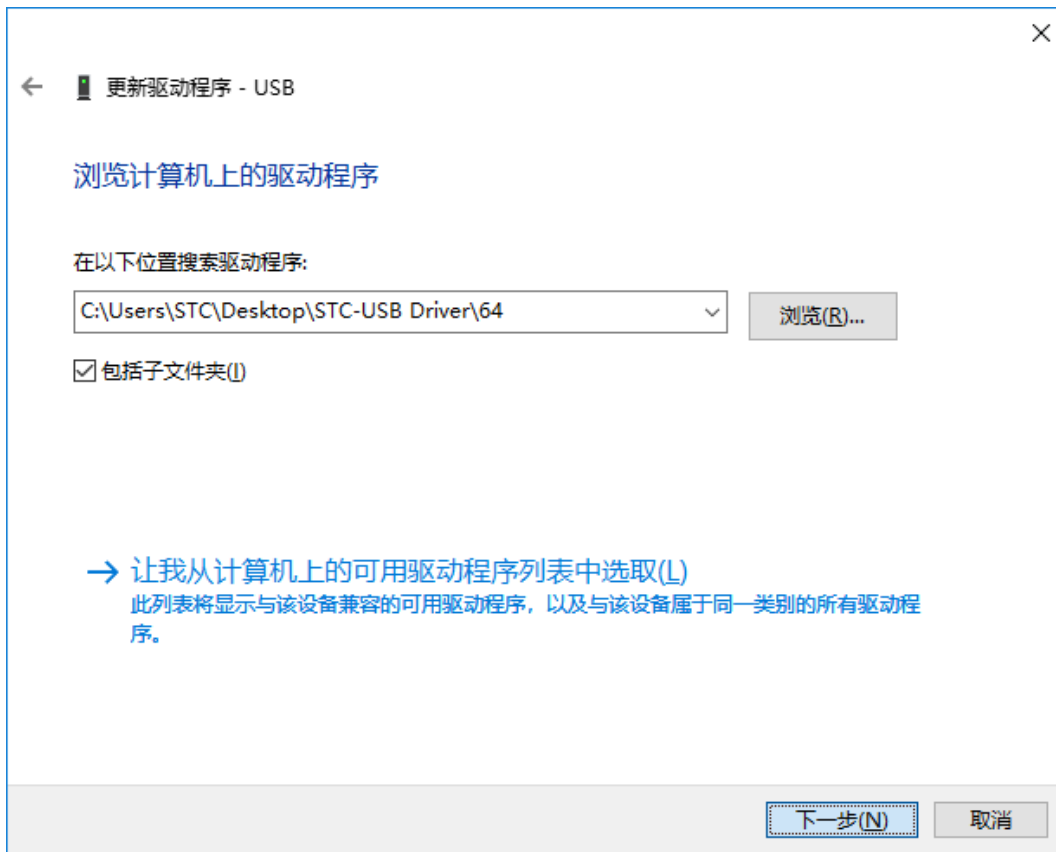 更新驱动程序 - USB
浏览计算机上的驱动程序
在以下位置搜索驱动程序:
C:\Users\STC\Desktop\STC-USB Driver\64
浏览(R)...
包括子文件夹(I)
让我从计算机上的可用驱动程序列表中选取(L)
此列表将显示与该设备兼容的可用驱动程序，以及与该设备属于同一类别的所有驱动程
序。
下一步(N)
取消